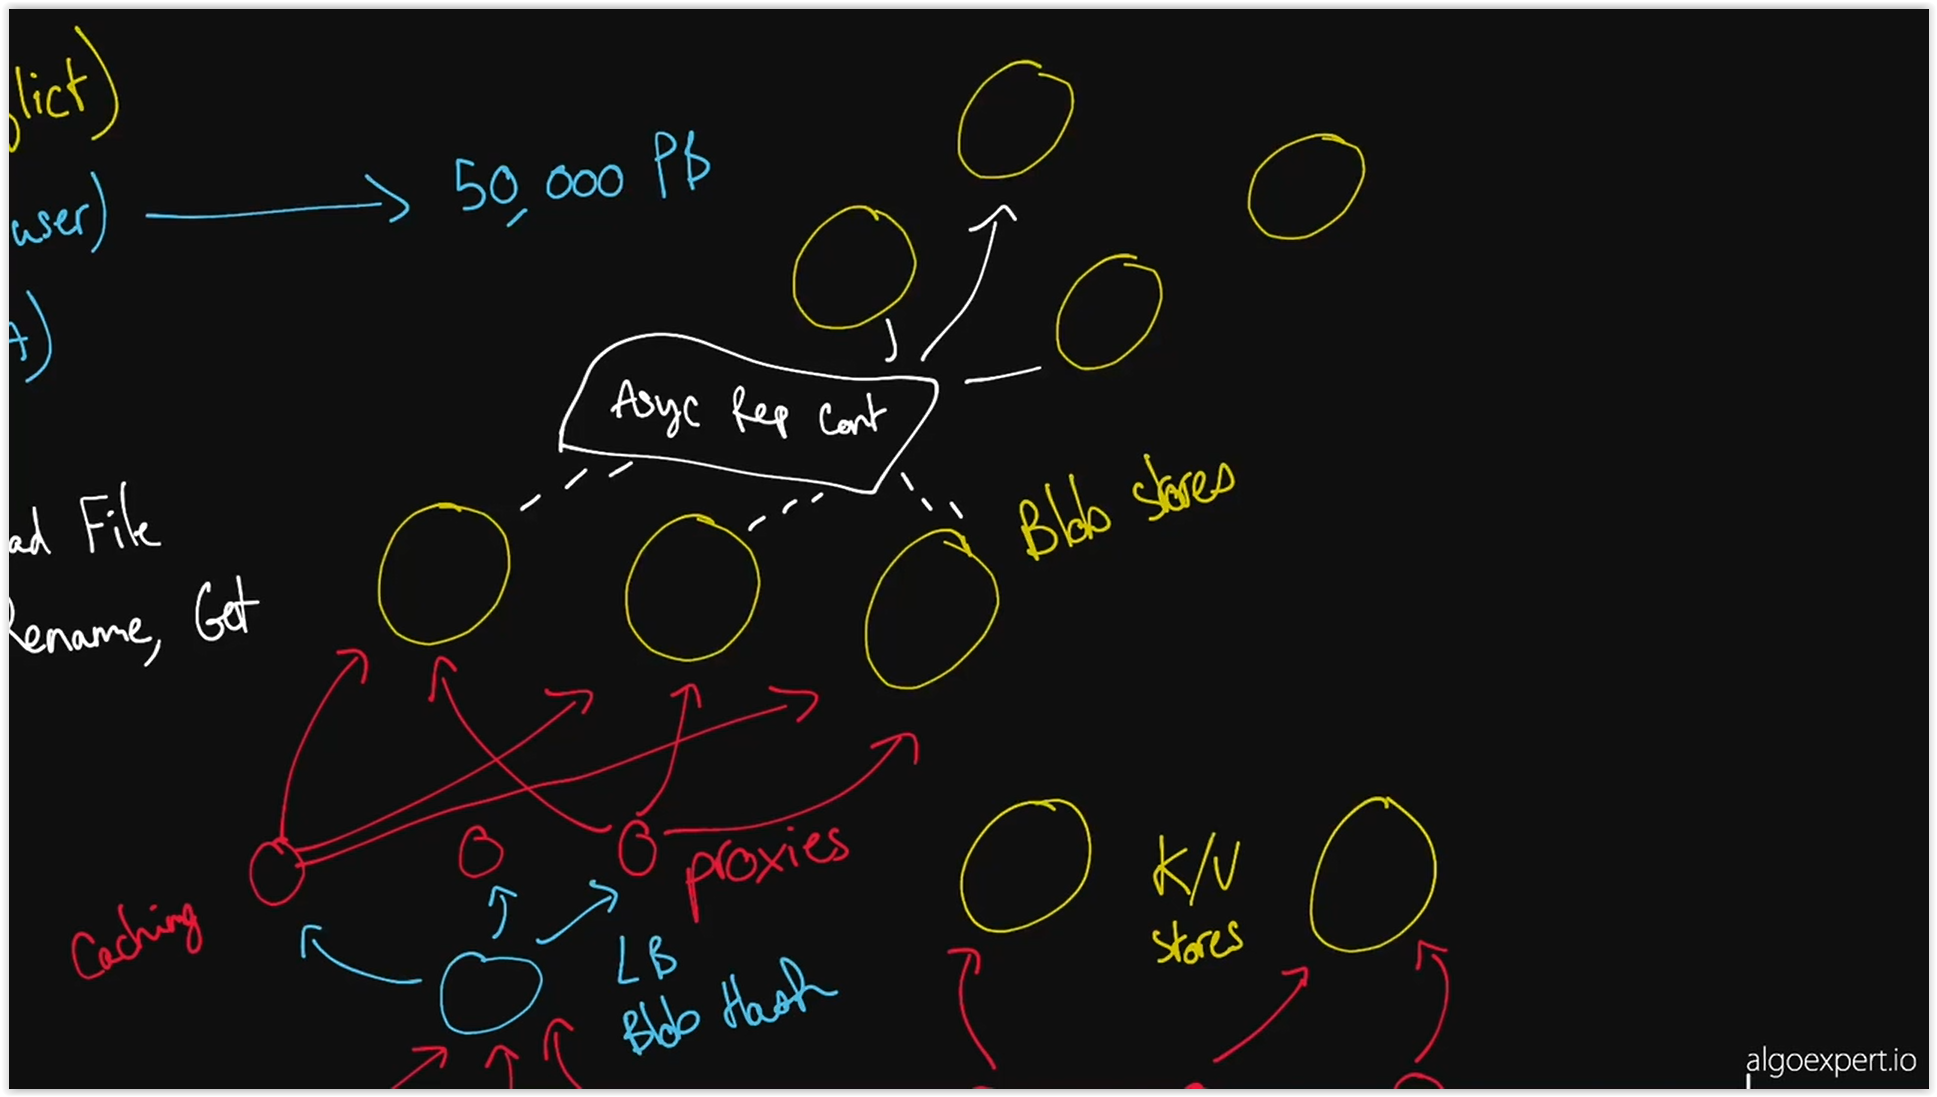 lict)
50,000 PB
user)
Asyc Rep Cont
Blob stores
ad File
Rename, Get
proxies
Caching
K/V
stores
LB
Blob Hash
algoexpert.io